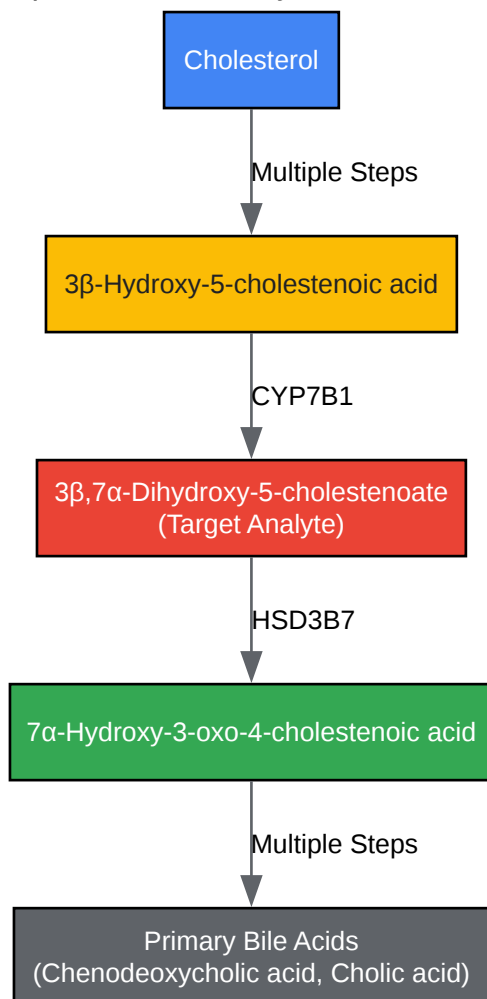 Cholesterol
Multiple Steps
3β-Hydroxy-5-cholestenoic acid
CYP7B1
3β,7α-Dihydroxy-5-cholestenoate
(Target Analyte)
HSD3B7
7α-Hydroxy-3-oxo-4-cholestenoic acid
Multiple Steps
Primary Bile Acids
(Chenodeoxycholic acid, Cholic acid)